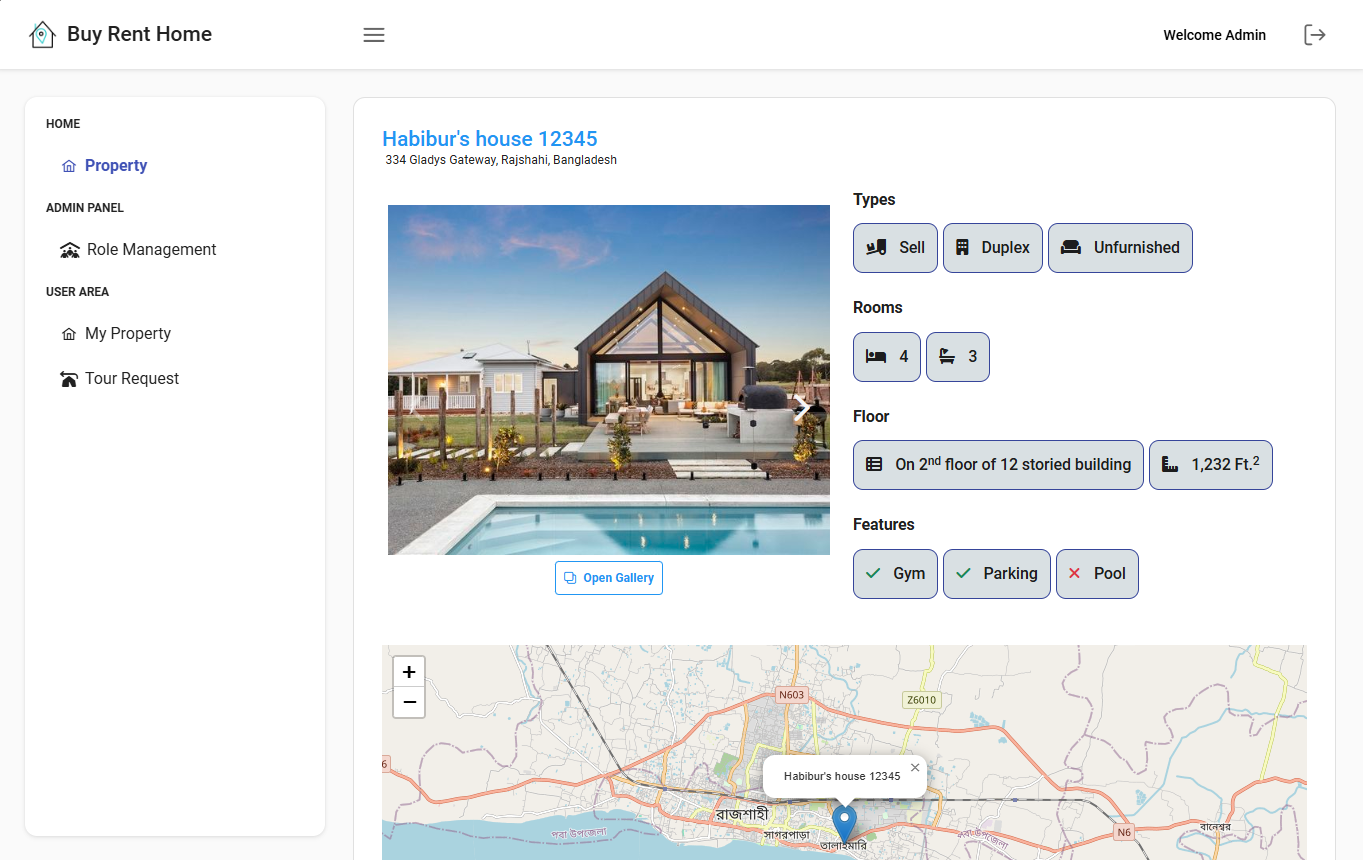 Buy Rent Home
Welcome Admin
HOME
Property
ADMIN PANEL
Role Management
USER AREA
My Property
Tour Request
Habibur's house 12345
334 Gladys Gateway, Rajshahi, Bangladesh
Open Gallery
Types
Sell
Duplex
Unfurnished
Rooms
4
3
Floor
On 2nd floor of 12 storied building
1,232 Ft.2
Features
Gym
Parking
Pool
+
−
N603
Z6010
6
Habibur's house 12345
×
রাজশাহী
সাগরপাড়া
তালাইমারি
N6
বানেশ্বর
পবা উপজেলা
পবা উপজেলা